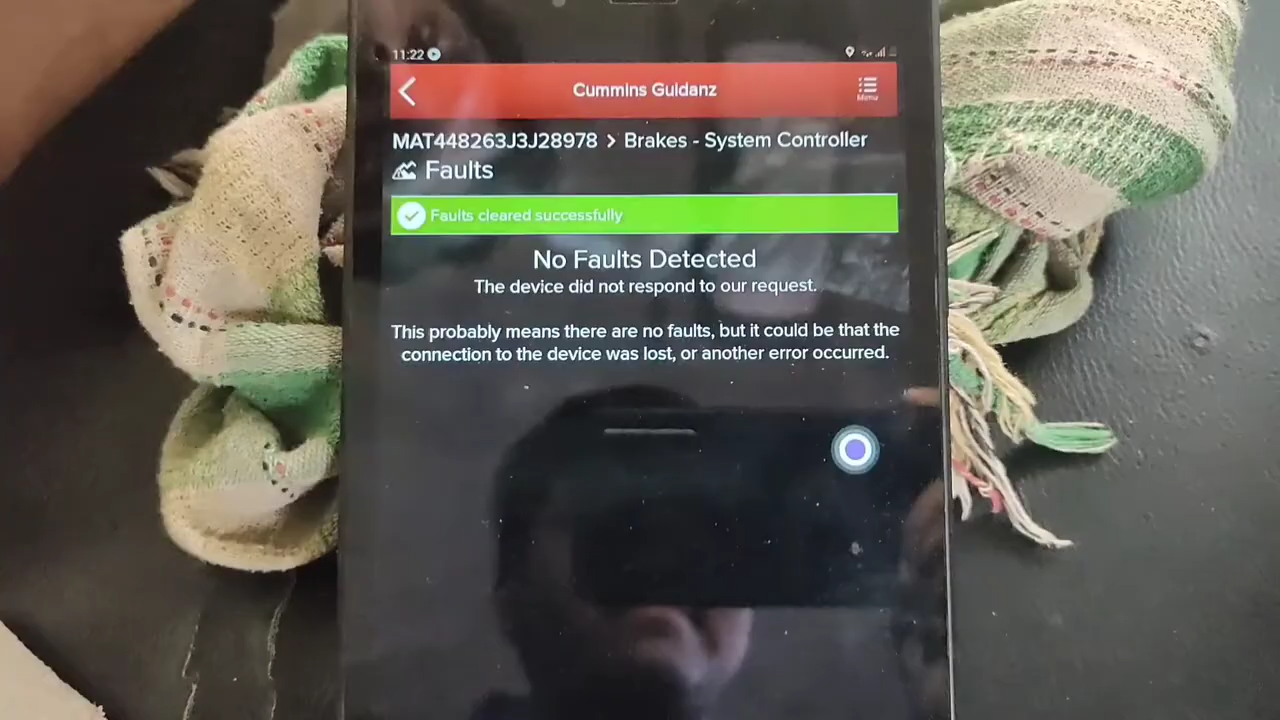 11:22
Cummins Guidanz
Menu
MAT448263J3J28978 > Brakes - System Controller
Faults
Faults cleared successfully
No Faults Detected
The device did not respond to our request.
This probably means there are no faults, but it could be that the
connection to the device was lost, or another error occurred.